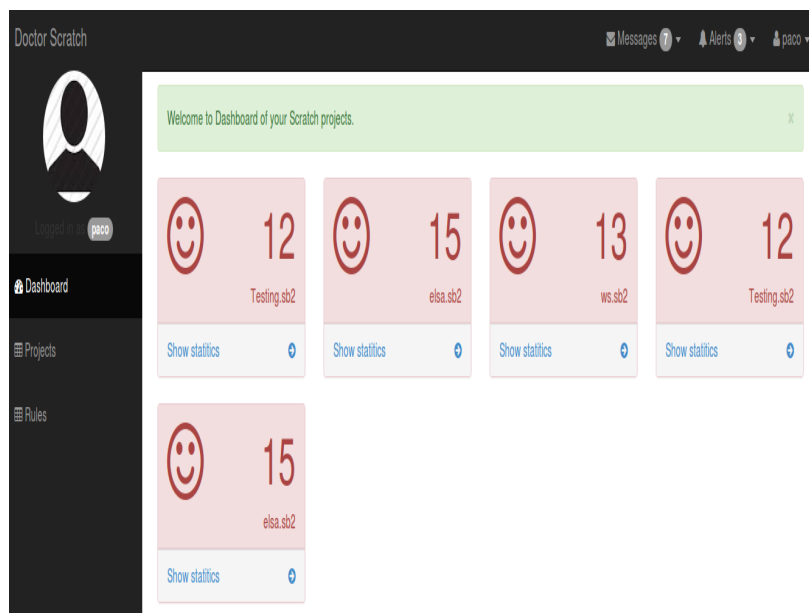 Doctor Scratch
Messages 7
Alerts 3
paco
Logged in as paco
Dashboard
Projects
Rules
Welcome to Dashboard of your Scratch projects.
x
12
Testing.sb2
Show statitics
15
elsa.sb2
Show statitics
13
ws.sb2
Show statitics
12
Testing.sb2
Show statitics
15
elsa.sb2
Show statitics